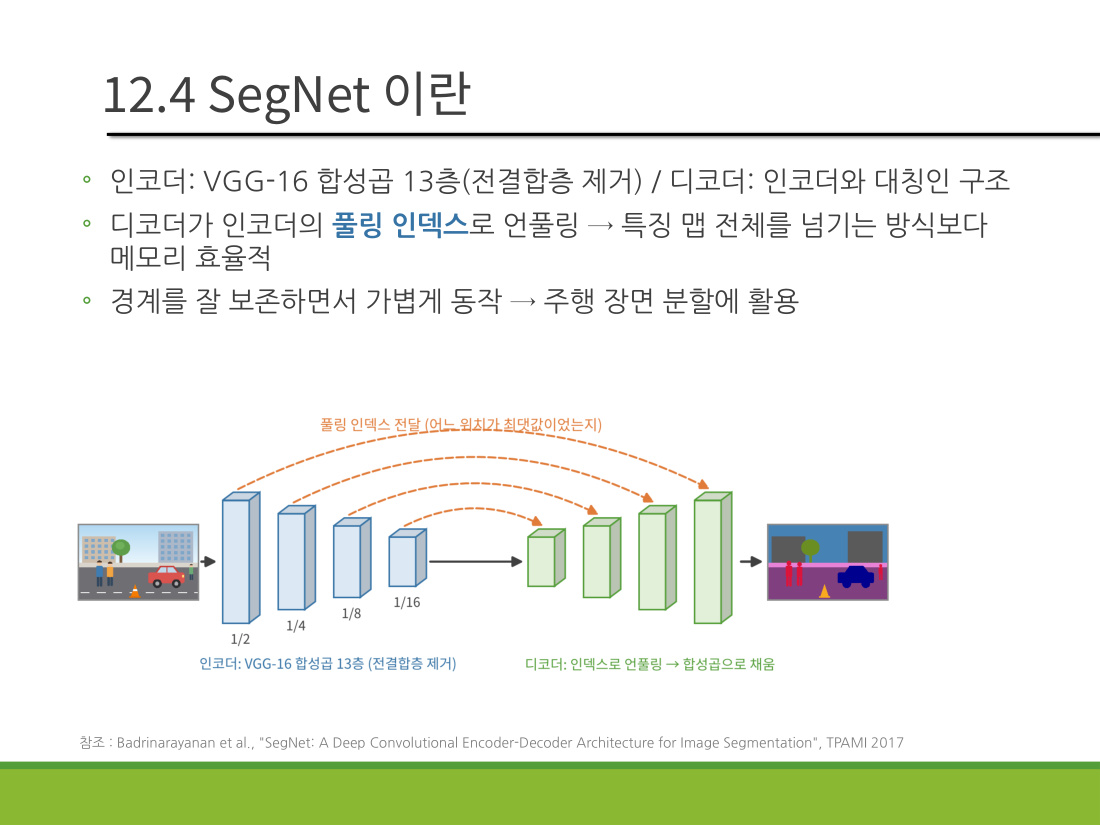 12.4 SegNet 이란
◦ 인코더: VGG-16 합성곱 13층(전결합층 제거) / 디코더: 인코더와 대칭인 구조
◦ 디코더가 인코더의 풀링 인덱스로 언풀링 → 특징 맵 전체를 넘기는 방식보다
메모리 효율적
◦ 경계를 잘 보존하면서 가볍게 동작 → 주행 장면 분할에 활용
풀링 인덱스 전달 (어느 위치가 최댓값이었는지)
1/2
1/4
1/8
1/16
인코더: VGG-16 합성곱 13층 (전결합층 제거)
디코더: 인덱스로 언풀링 → 합성곱으로 채움
참조 : Badrinarayanan et al., "SegNet: A Deep Convolutional Encoder-Decoder Architecture for Image Segmentation", TPAMI 2017